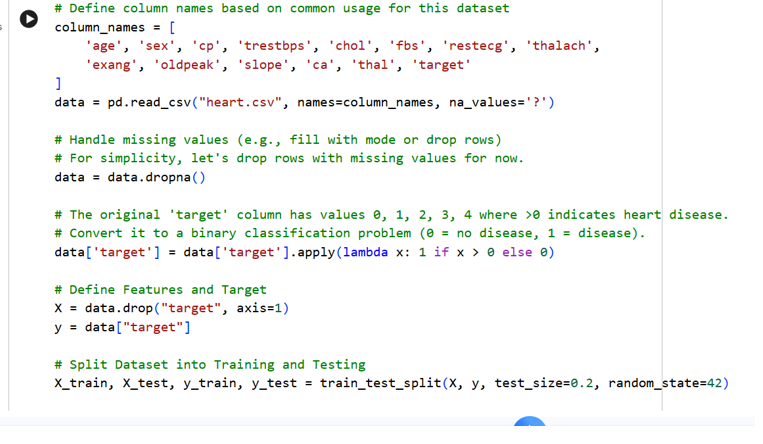 # Define column names based on common usage for this dataset
column_names = [
    'age', 'sex', 'cp', 'trestbps', 'chol', 'fbs', 'restecg', 'thalach',
    'exang', 'oldpeak', 'slope', 'ca', 'thal', 'target'
]
data = pd.read_csv("heart.csv", names=column_names, na_values='?')

# Handle missing values (e.g., fill with mode or drop rows)
# For simplicity, let's drop rows with missing values for now.
data = data.dropna()

# The original 'target' column has values 0, 1, 2, 3, 4 where >0 indicates heart disease.
# Convert it to a binary classification problem (0 = no disease, 1 = disease).
data['target'] = data['target'].apply(lambda x: 1 if x > 0 else 0)

# Define Features and Target
X = data.drop("target", axis=1)
y = data["target"]

# Split Dataset into Training and Testing
X_train, X_test, y_train, y_test = train_test_split(X, y, test_size=0.2, random_state=42)